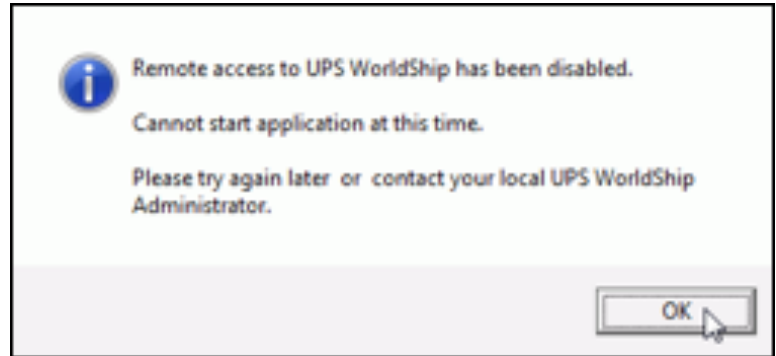 Remote access to UPS WorldShip has been disabled.
Cannot start application at this time.
Please try again later or contact your local UPS WorldShip
Administrator.
OK